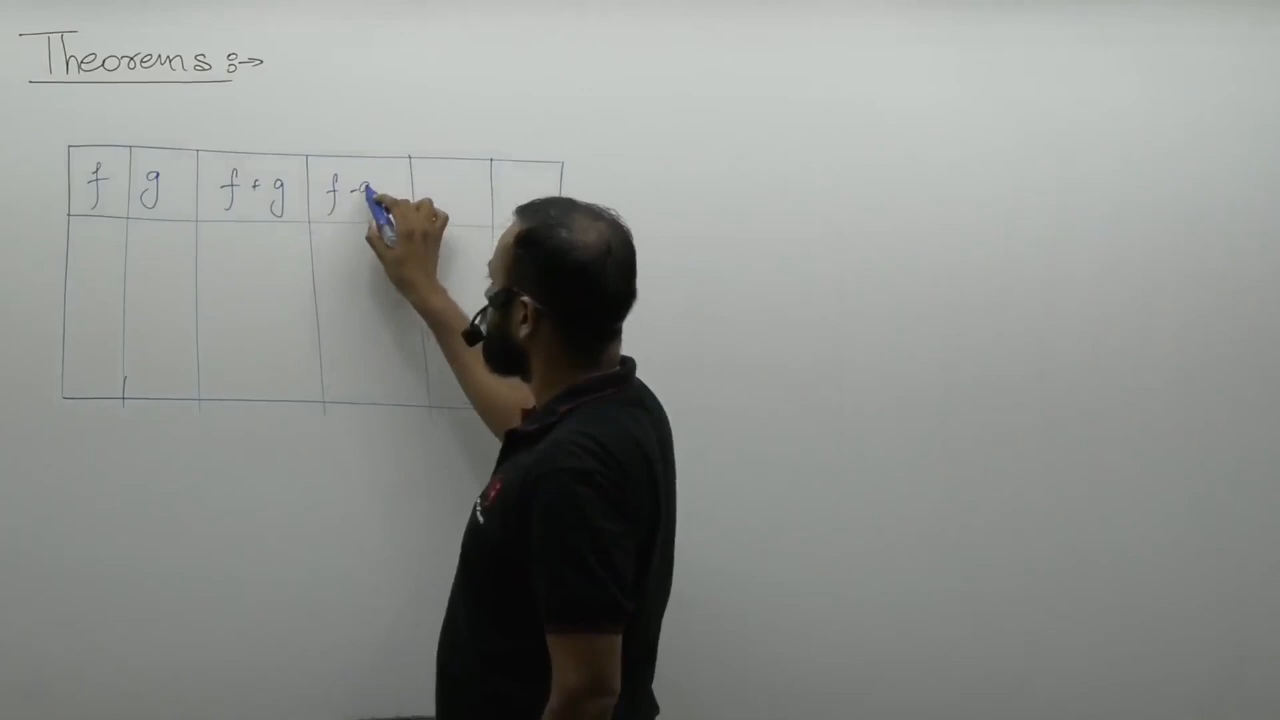 Theorems :→
f g f + g f - g